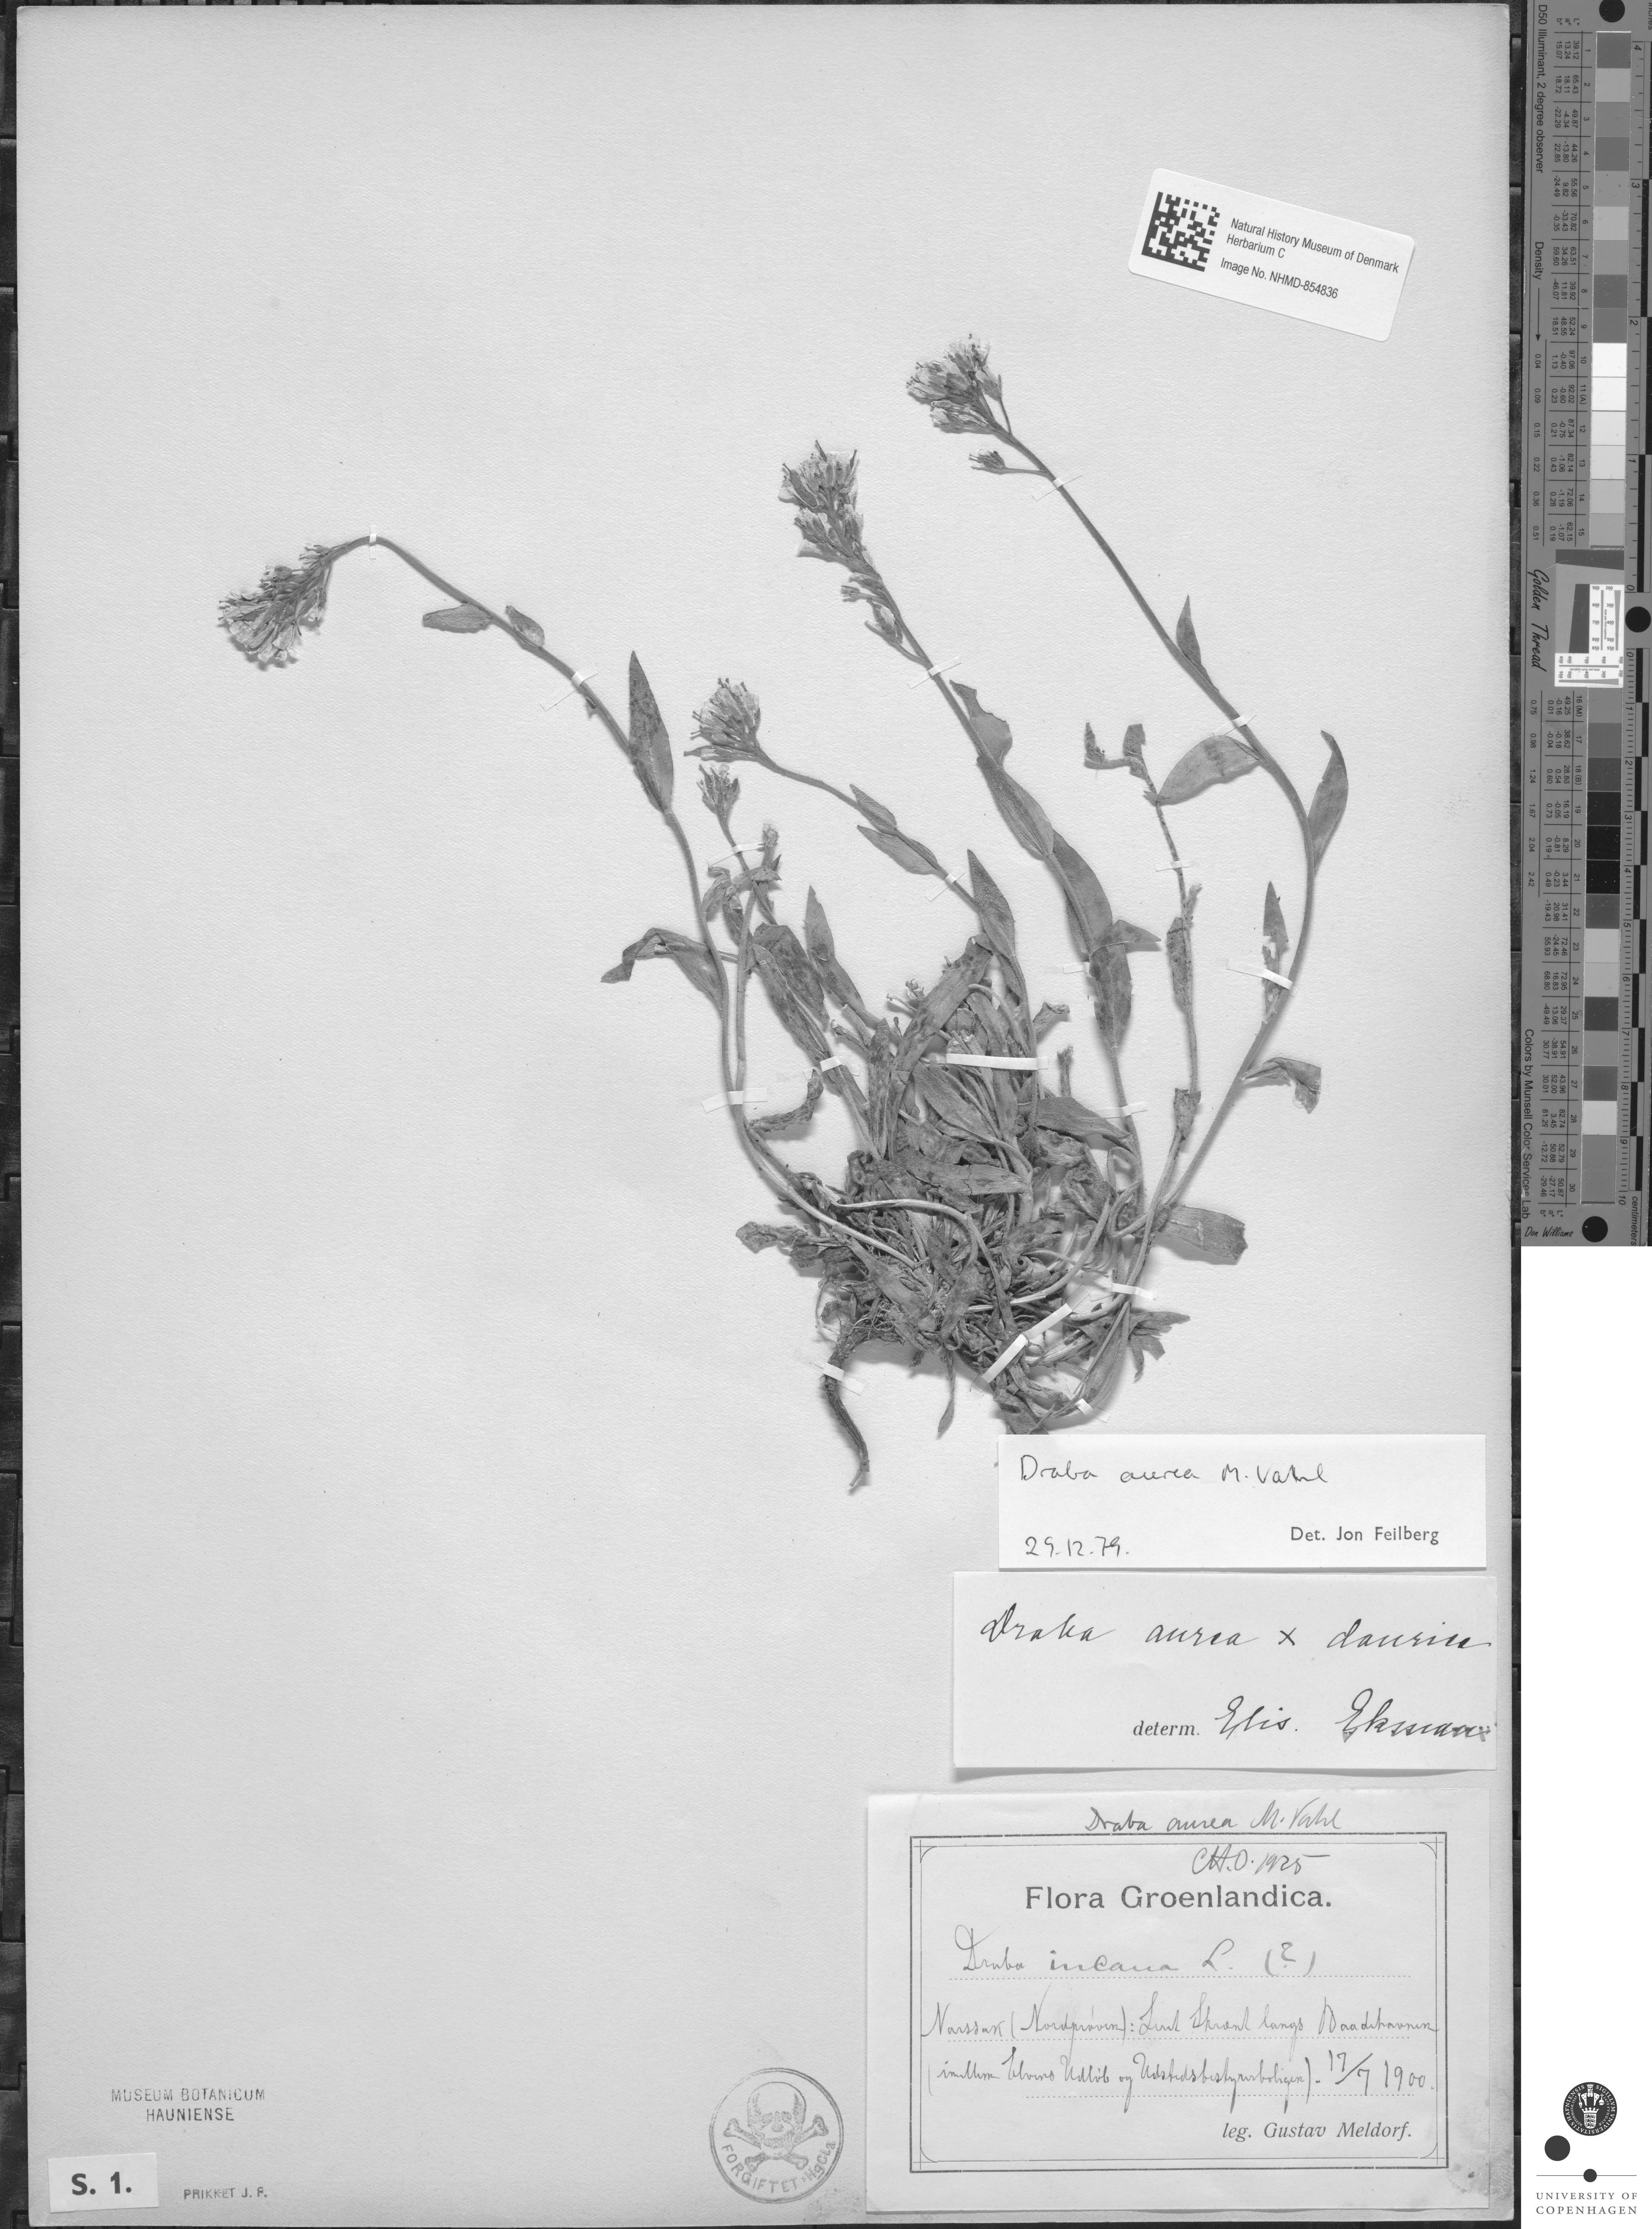 Natural History Museum of Denmark
Herbarium C
Image No. NHMD-854836
Draba aurea M. Vahl
29.12.79.
Det. Jon Feilberg
Draba aurea x daurica
determ. Elis. Ekman
Draba aurea M. Vahl
C.H.O. 1925
Flora Groenlandica.
Draba incana L. (?)
Narssak (Nordprøven): Skrænt langs Baadehavnen
(imellem Elvens Udløb og Udstedsbestyrerboligen). 17/7 1900.
leg. Gustav Meldorf.
MUSEUM BOTANICUM
HAUNIENSE
S. 1.
PRIKKET J. F.
FORGIFTET HgCl2
D50 Illuminant, 2 degree observer
Density
Golden Thread
Colors by Munsell Color Services Lab
Don Williams
centimeters
UNIVERSITY OF
COPENHAGEN